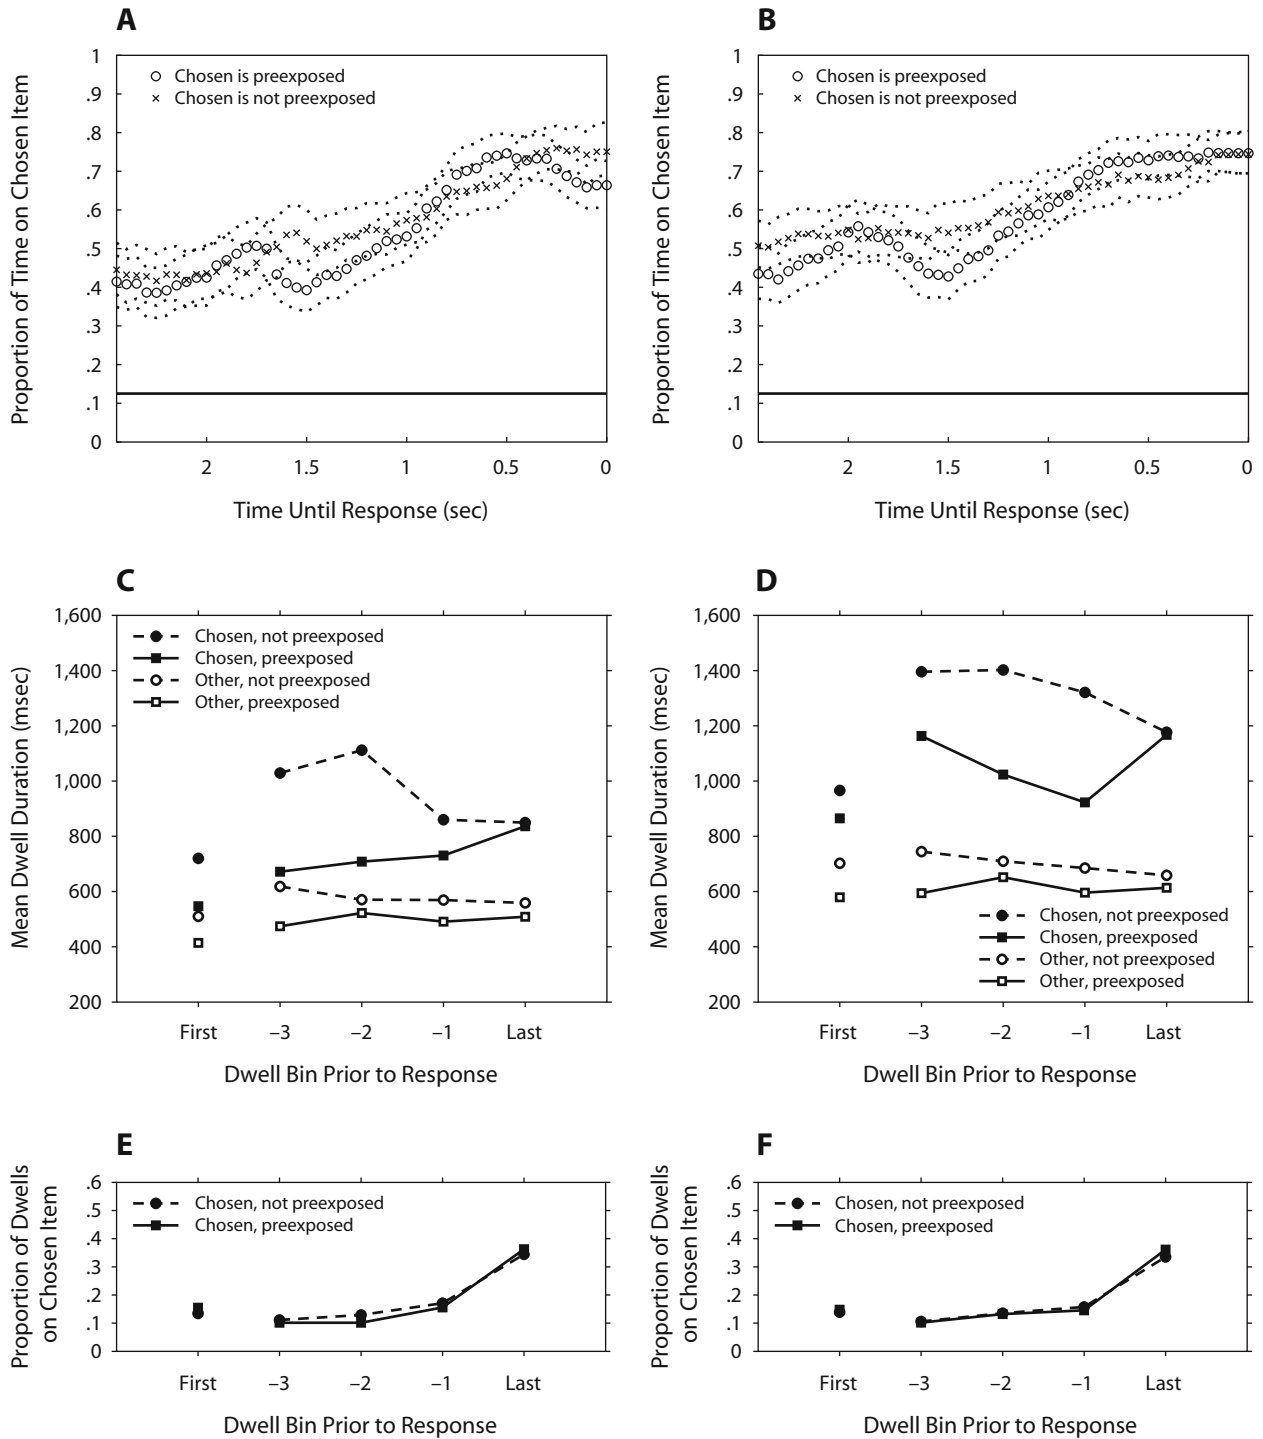 A
Proportion of Time on Chosen Item
1
.9
.8
.7
.6
.5
.4
.3
.2
.1
0
Chosen is preexposed
Chosen is not preexposed
2 1.5 1 0.5 0
Time Until Response (sec)
B
Proportion of Time on Chosen Item
1
.9
.8
.7
.6
.5
.4
.3
.2
.1
0
Chosen is preexposed
Chosen is not preexposed
2 1.5 1 0.5 0
Time Until Response (sec)
C
Mean Dwell Duration (msec)
1,600
1,400
1,200
1,000
800
600
400
200
Chosen, not preexposed
Chosen, preexposed
Other, not preexposed
Other, preexposed
First –3 –2 –1 Last
Dwell Bin Prior to Response
D
Mean Dwell Duration (msec)
1,600
1,400
1,200
1,000
800
600
400
200
Chosen, not preexposed
Chosen, preexposed
Other, not preexposed
Other, preexposed
First –3 –2 –1 Last
Dwell Bin Prior to Response
E
Proportion of Dwells
on Chosen Item
.6
.5
.4
.3
.2
.1
0
Chosen, not preexposed
Chosen, preexposed
First –3 –2 –1 Last
Dwell Bin Prior to Response
F
Proportion of Dwells
on Chosen Item
.6
.5
.4
.3
.2
.1
0
Chosen, not preexposed
Chosen, preexposed
First –3 –2 –1 Last
Dwell Bin Prior to Response